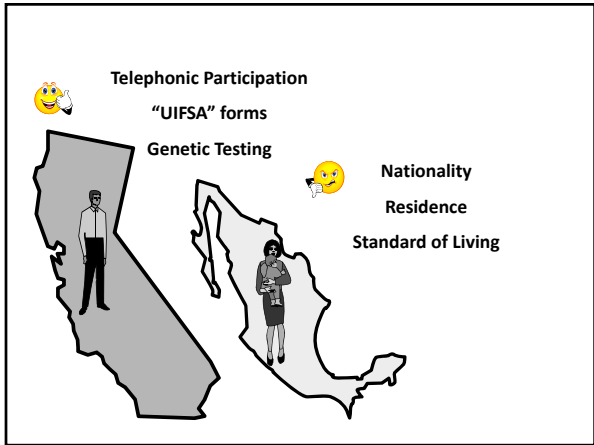 Telephonic Participation
“UIFSA” forms
Genetic Testing
Nationality
Residence
Standard of Living